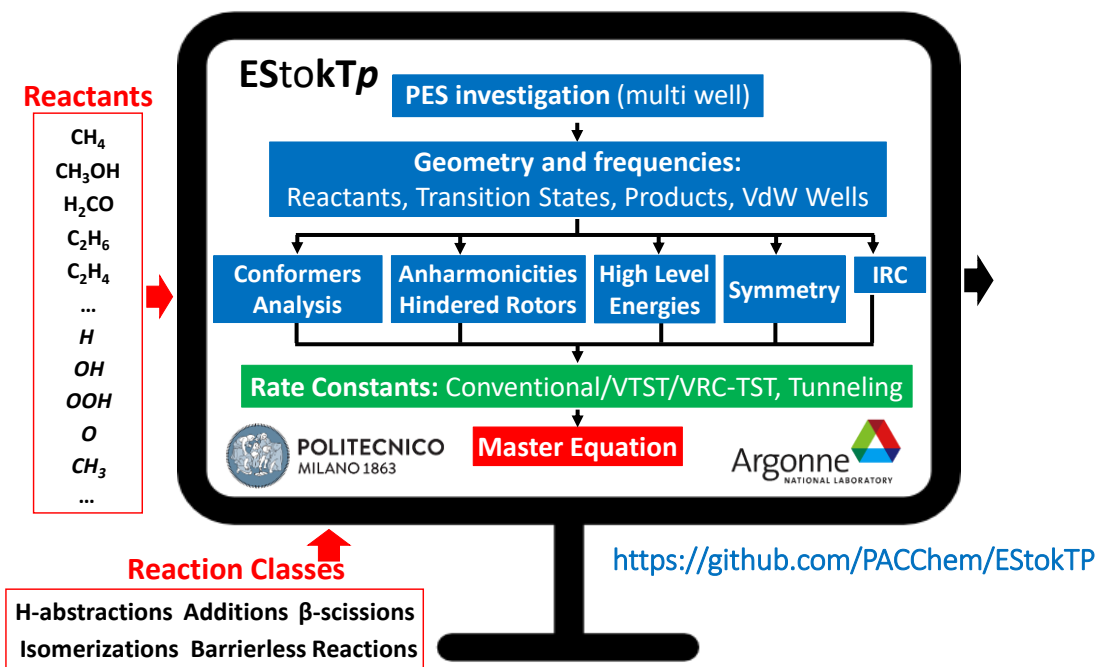 EStokTp
Reactants
CH₄
CH₃OH
H₂CO
C₂H₆
C₂H₄
...
H
OH
OOH
O
CH₃
...
PES investigation (multi well)
Geometry and frequencies:
Reactants, Transition States, Products, VdW Wells
Conformers
Analysis
Anharmonicities
Hindered Rotors
High Level
Energies
Symmetry
IRC
Rate Constants: Conventional/VTST/VRC-TST, Tunneling
Master Equation
POLITECNICO
MILANO 1863
Argonne
NATIONAL LABORATORY
Reaction Classes
H-abstractions Additions β-scissions
Isomerizations Barrierless Reactions
https://github.com/PACChem/EStokTP